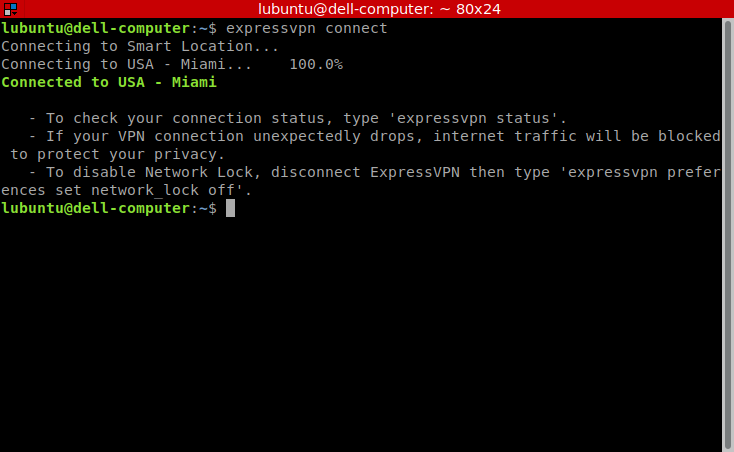 lubuntu@dell-computer: ~ 80x24
lubuntu@dell-computer:~$ expressvpn connect
Connecting to Smart Location...
Connecting to USA - Miami...    100.0%
Connected to USA - Miami
   - To check your connection status, type 'expressvpn status'.
   - If your VPN connection unexpectedly drops, internet traffic will be blocked
 to protect your privacy.
   - To disable Network Lock, disconnect ExpressVPN then type 'expressvpn prefer
ences set network_lock off'.
lubuntu@dell-computer:~$